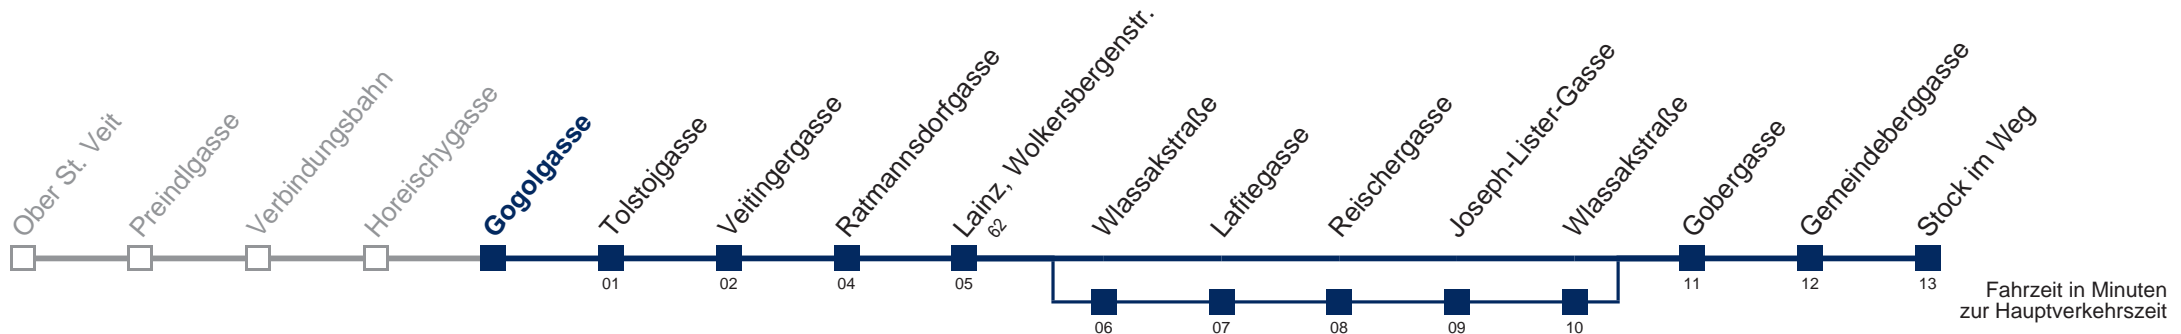 Ober St. Veit
Preindlgasse
Verbindungsbahn
Horeischygasse
Gogolgasse
Tolstojgasse
Veitingergasse
Ratmannsdorfgasse
Lainz, Wolkersbergenstr.
62
Wlassakstraße
Lafitegasse
Reischergasse
Joseph-Lister-Gasse
Wlassakstraße
Gobergasse
Gemeindeberggasse
Stock im Weg
01
02
04
05
11
12
13
06
07
08
09
10
Fahrzeit in Minuten
zur Hauptverkehrszeit